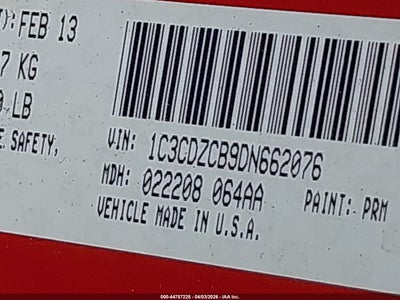 T): FEB 13
7 KG
LB
E SAFETY,
VIN: 1C3CDZCB9DN662076
MDH: 022208 064AA
PAINT: PRM
VEHICLE MADE IN U.S.A.
000-44787228 - 04/03/2026 - IAA Inc.